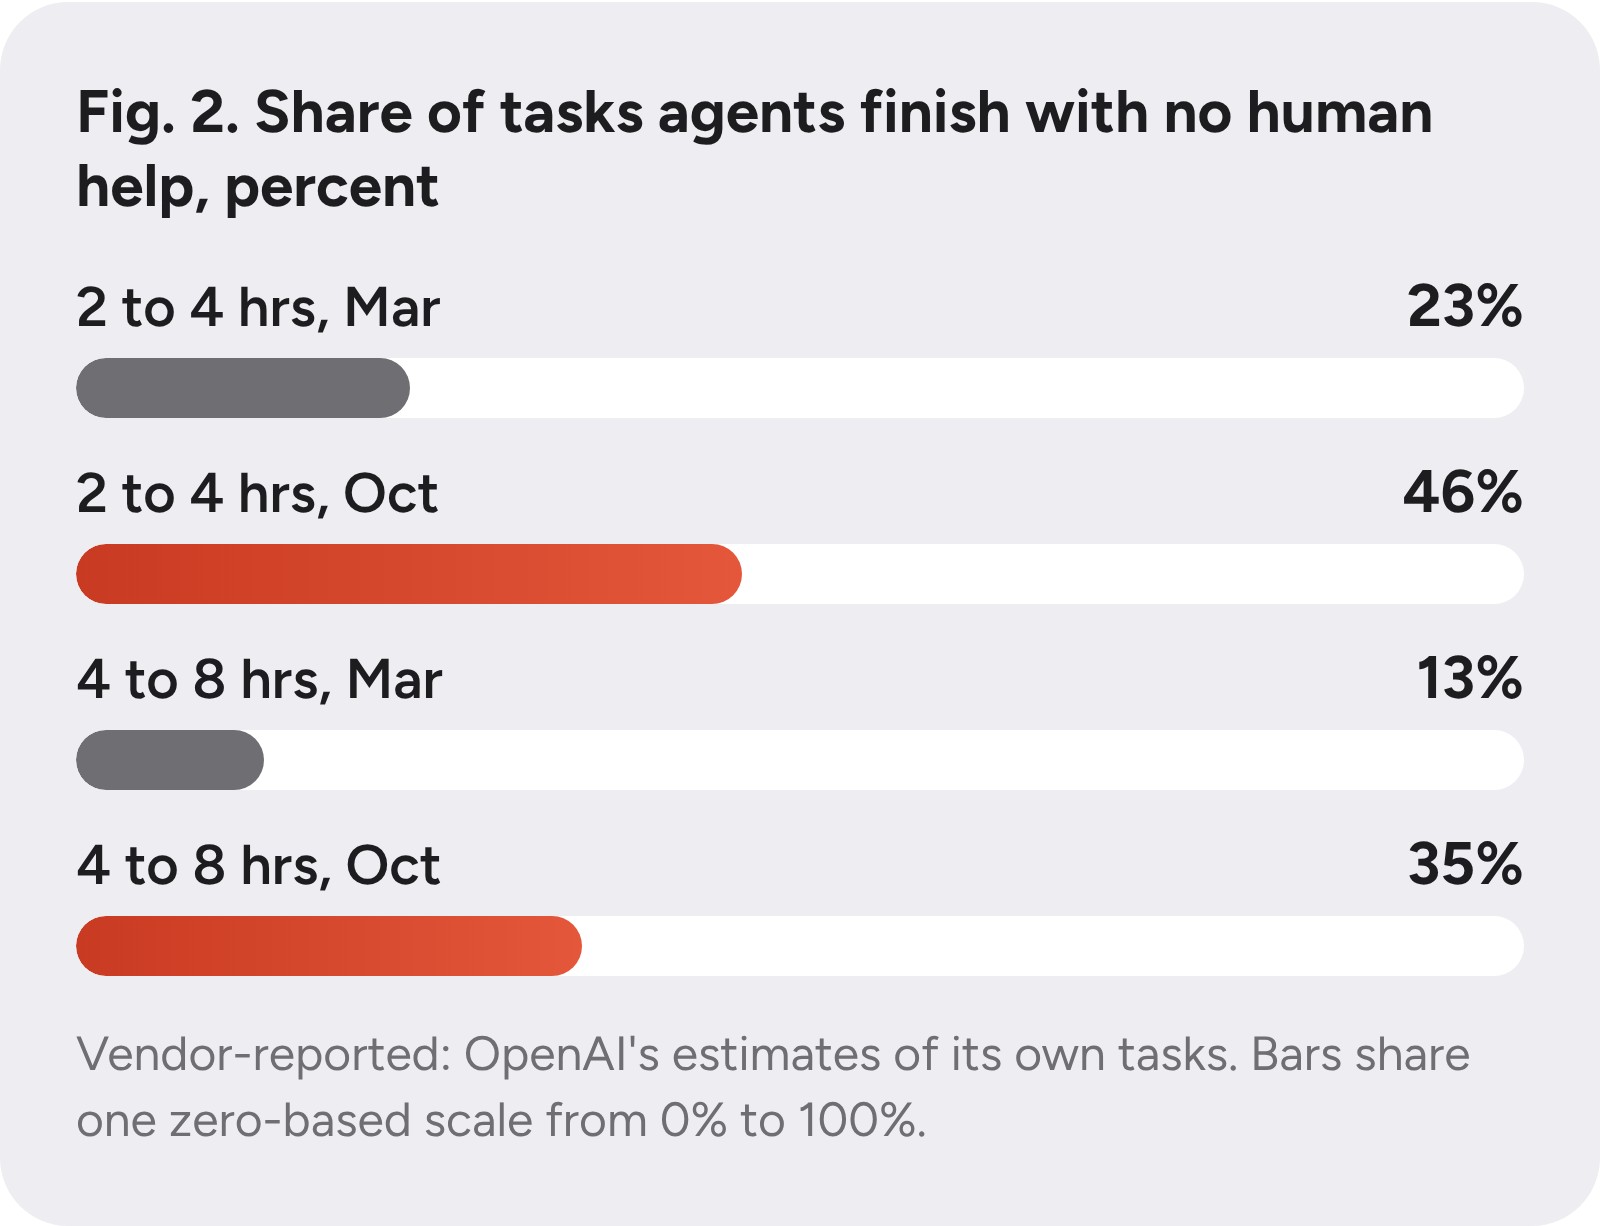 Fig. 2. Share of tasks agents finish with no human
help, percent
2 to 4 hrs, Mar 23%
2 to 4 hrs, Oct 46%
4 to 8 hrs, Mar 13%
4 to 8 hrs, Oct 35%
Vendor-reported: OpenAI's estimates of its own tasks. Bars share
one zero-based scale from 0% to 100%.